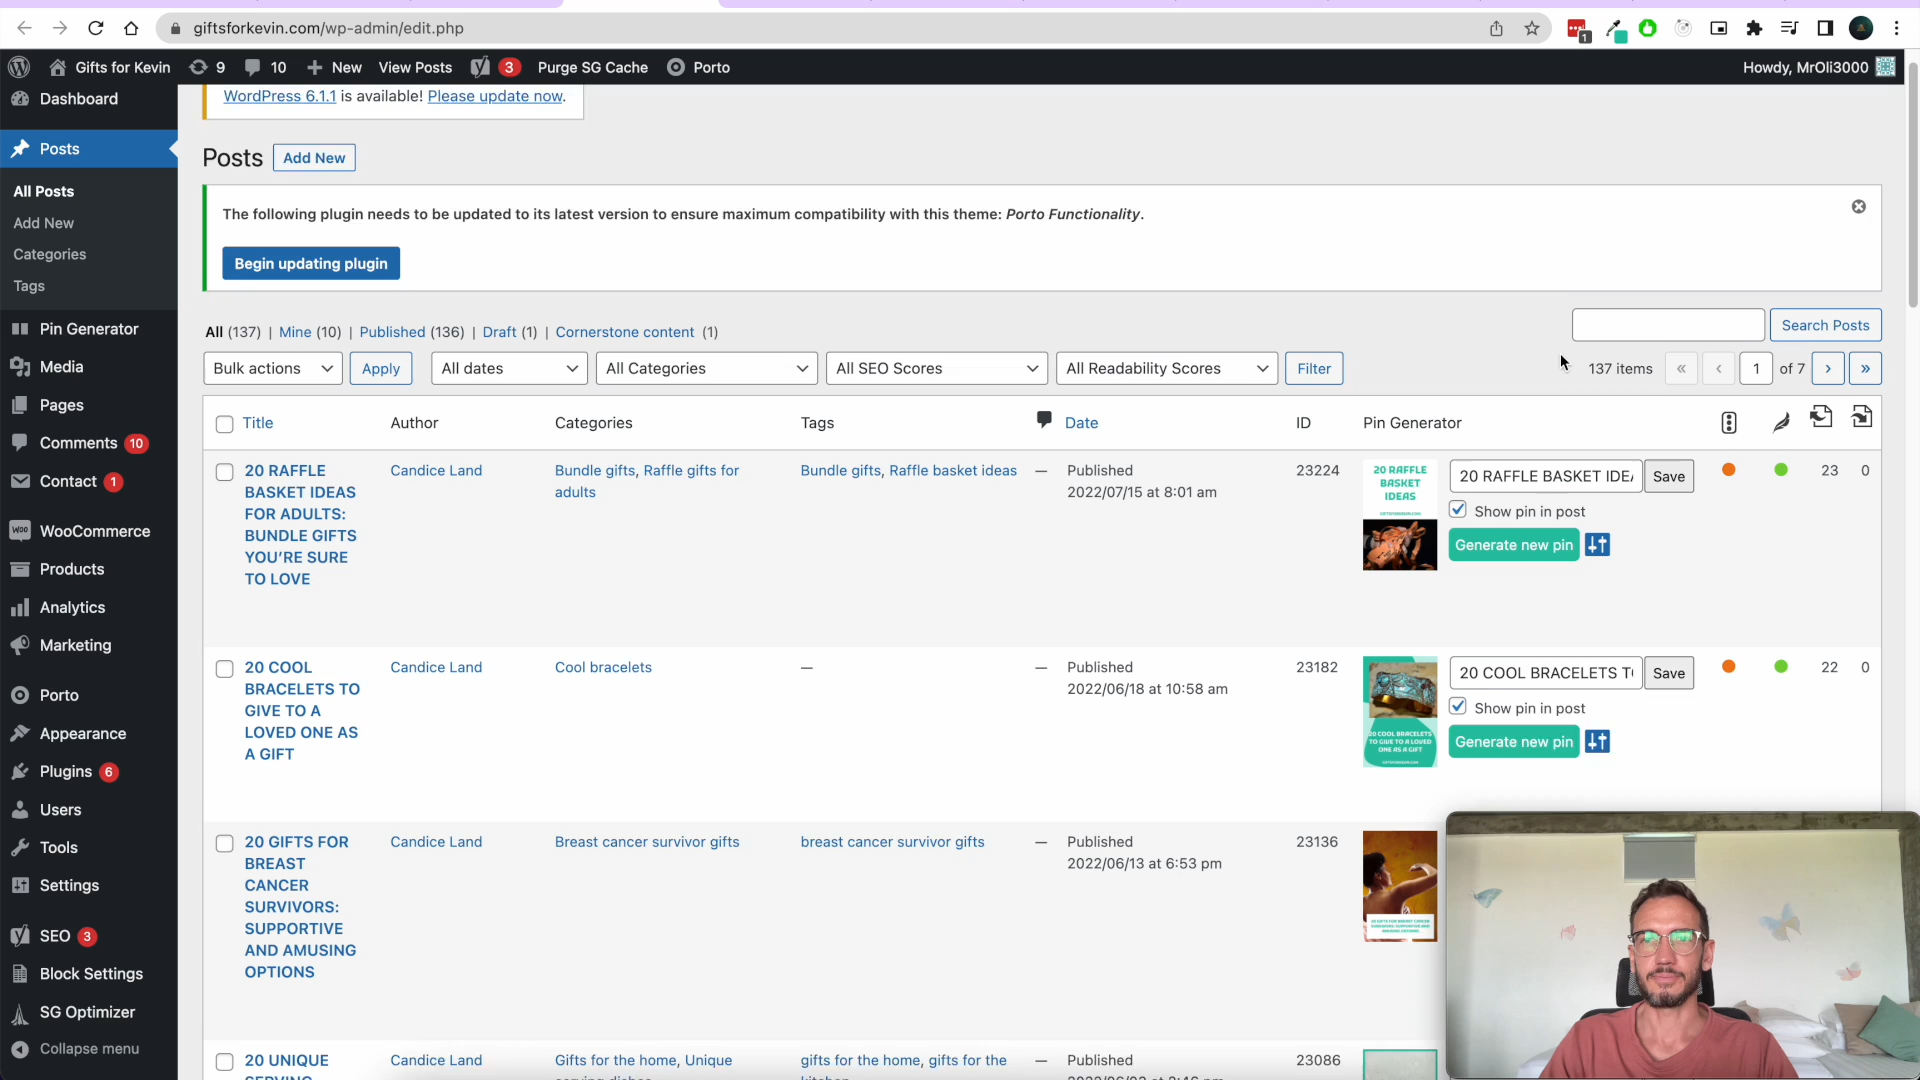 giftsforkevin.com/wp-admin/edit.php
1
Gifts for Kevin 9 10 New View Posts 3 Purge SG Cache Porto Howdy, MrOli3000
Dashboard
Posts
All Posts
Add New
Categories
Tags
Pin Generator
Media
Pages
Comments 10
Contact 1
WooCommerce
Products
Analytics
Marketing
Porto
Appearance
Plugins 6
Users
Tools
Settings
SEO 3
Block Settings
SG Optimizer
Collapse menu
WordPress 6.1.1 is available! Please update now.
Posts Add New
The following plugin needs to be updated to its latest version to ensure maximum compatibility with this theme: Porto Functionality.
Begin updating plugin
All (137) | Mine (10) | Published (136) | Draft (1) | Cornerstone content (1)
Search Posts
Bulk actions Apply All dates All Categories All SEO Scores All Readability Scores Filter 137 items « ‹ 1 of 7 › »
Title Author Categories Tags Date ID Pin Generator
20 RAFFLE
BASKET IDEAS
FOR ADULTS:
BUNDLE GIFTS
YOU’RE SURE
TO LOVE
Candice Land
Bundle gifts, Raffle gifts for
adults
Bundle gifts, Raffle basket ideas
—
Published
2022/07/15 at 8:01 am
23224
20 RAFFLE
BASKET
IDEAS
20 RAFFLE BASKET IDEA
Save
Show pin in post
Generate new pin
23 0
20 COOL
BRACELETS TO
GIVE TO A
LOVED ONE AS
A GIFT
Candice Land
Cool bracelets
—
—
Published
2022/06/18 at 10:58 am
23182
20 COOL BRACELETS
TO GIVE TO A LOVED
ONE AS A GIFT
20 COOL BRACELETS T
Save
Show pin in post
Generate new pin
22 0
20 GIFTS FOR
BREAST
CANCER
SURVIVORS:
SUPPORTIVE
AND AMUSING
OPTIONS
Candice Land
Breast cancer survivor gifts
breast cancer survivor gifts
—
Published
2022/06/13 at 6:53 pm
23136
20 UNIQUE
Candice Land
Gifts for the home, Unique
gifts for the home, gifts for the
—
Published
23086